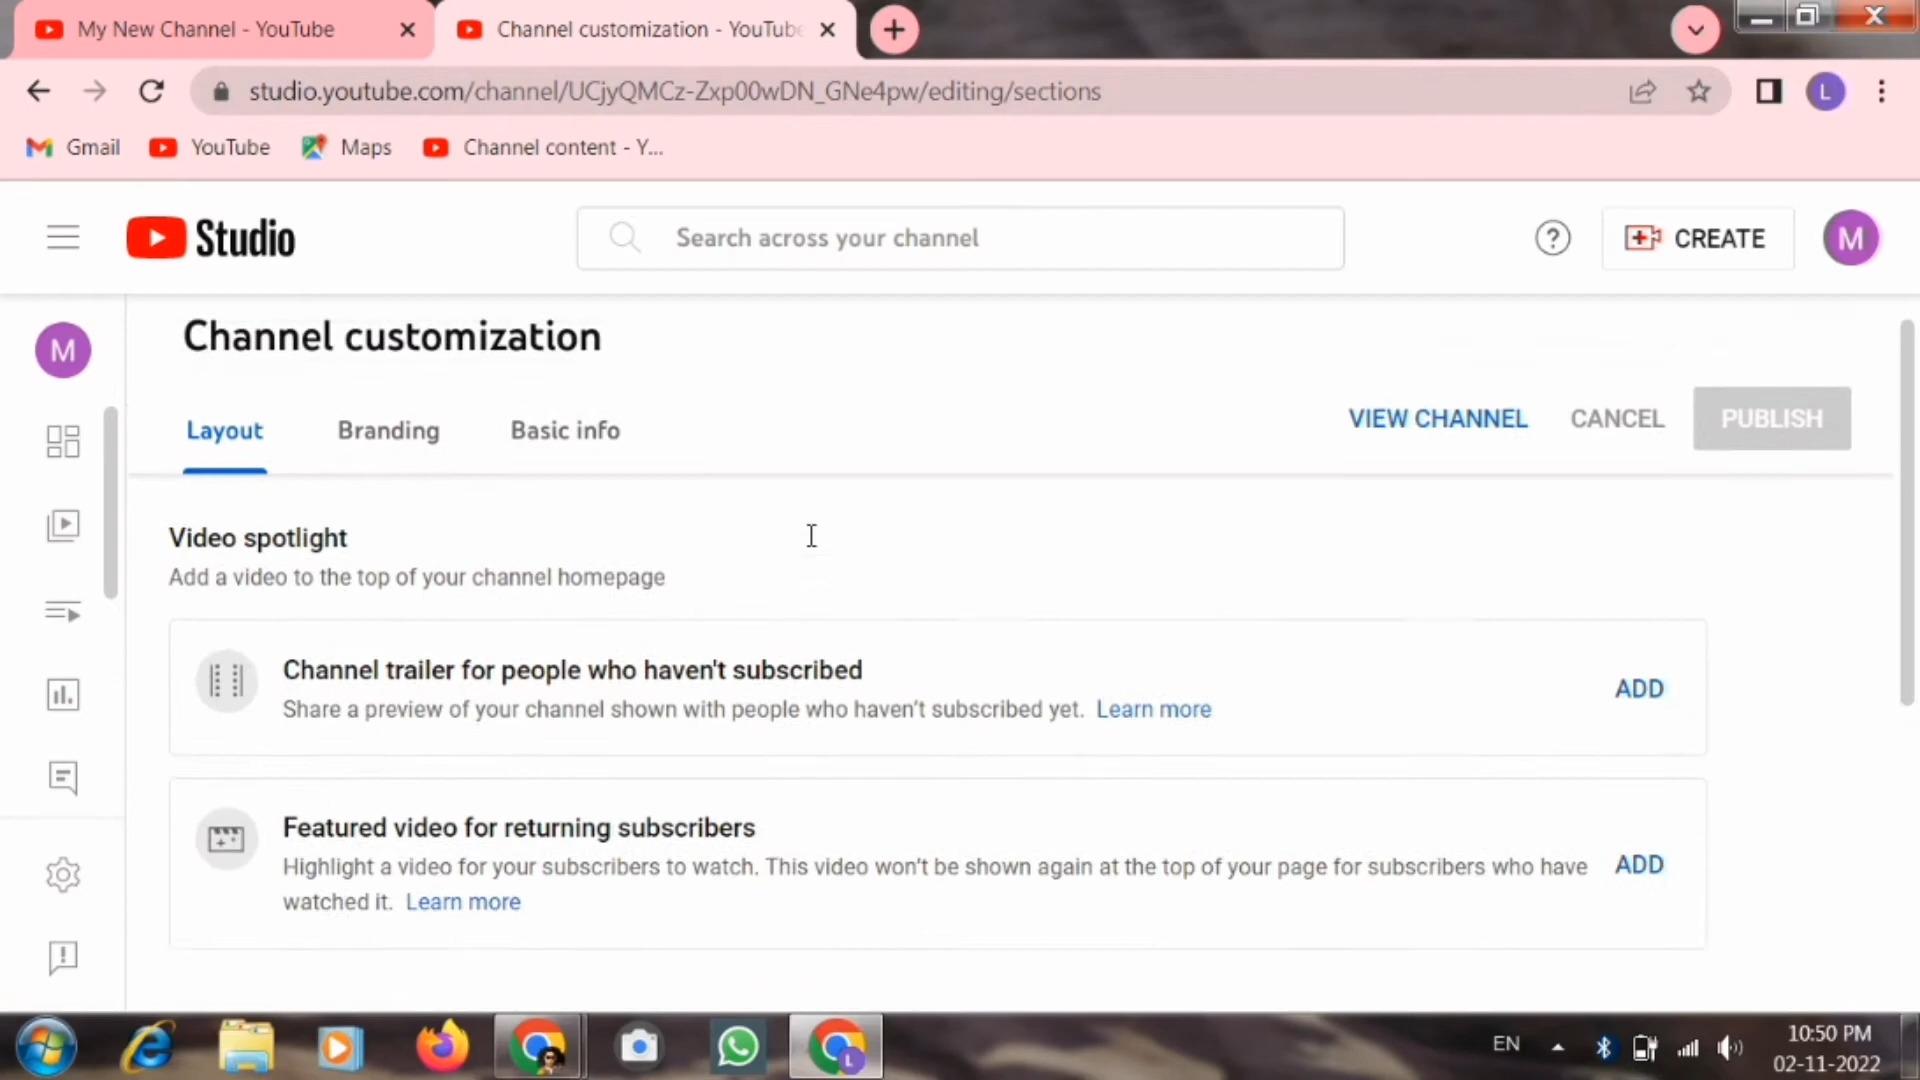 My New Channel - YouTube
Channel customization - YouTube
studio.youtube.com/channel/UCjyQMCz-Zxp00wDN_GNe4pw/editing/sections
L
Gmail
YouTube
Maps
Channel content - Y...
Studio
Search across your channel
?
CREATE
M
M
Channel customization
Layout
Branding
Basic info
VIEW CHANNEL
CANCEL
PUBLISH
Video spotlight
Add a video to the top of your channel homepage
Channel trailer for people who haven't subscribed
Share a preview of your channel shown with people who haven't subscribed yet. Learn more
ADD
Featured video for returning subscribers
Highlight a video for your subscribers to watch. This video won't be shown again at the top of your page for subscribers who have
watched it. Learn more
ADD
L
EN
10:50 PM
02-11-2022